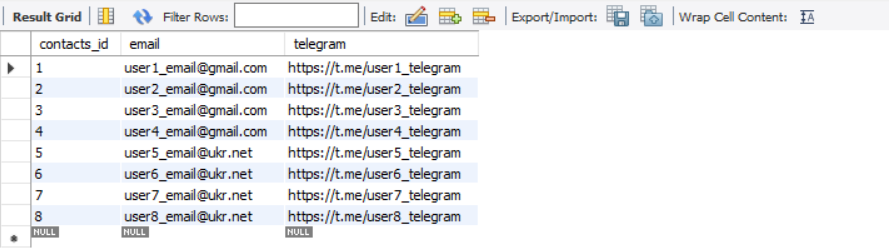 Result Grid Filter Rows: Edit: Export/Import: Wrap Cell Content: IA
contacts_id email telegram
1 user1_email@gmail.com https://t.me/user1_telegram
2 user2_email@gmail.com https://t.me/user2_telegram
3 user3_email@gmail.com https://t.me/user3_telegram
4 user4_email@gmail.com https://t.me/user4_telegram
5 user5_email@ukr.net https://t.me/user5_telegram
6 user6_email@ukr.net https://t.me/user6_telegram
7 user7_email@ukr.net https://t.me/user7_telegram
8 user8_email@ukr.net https://t.me/user8_telegram
NULL NULL NULL